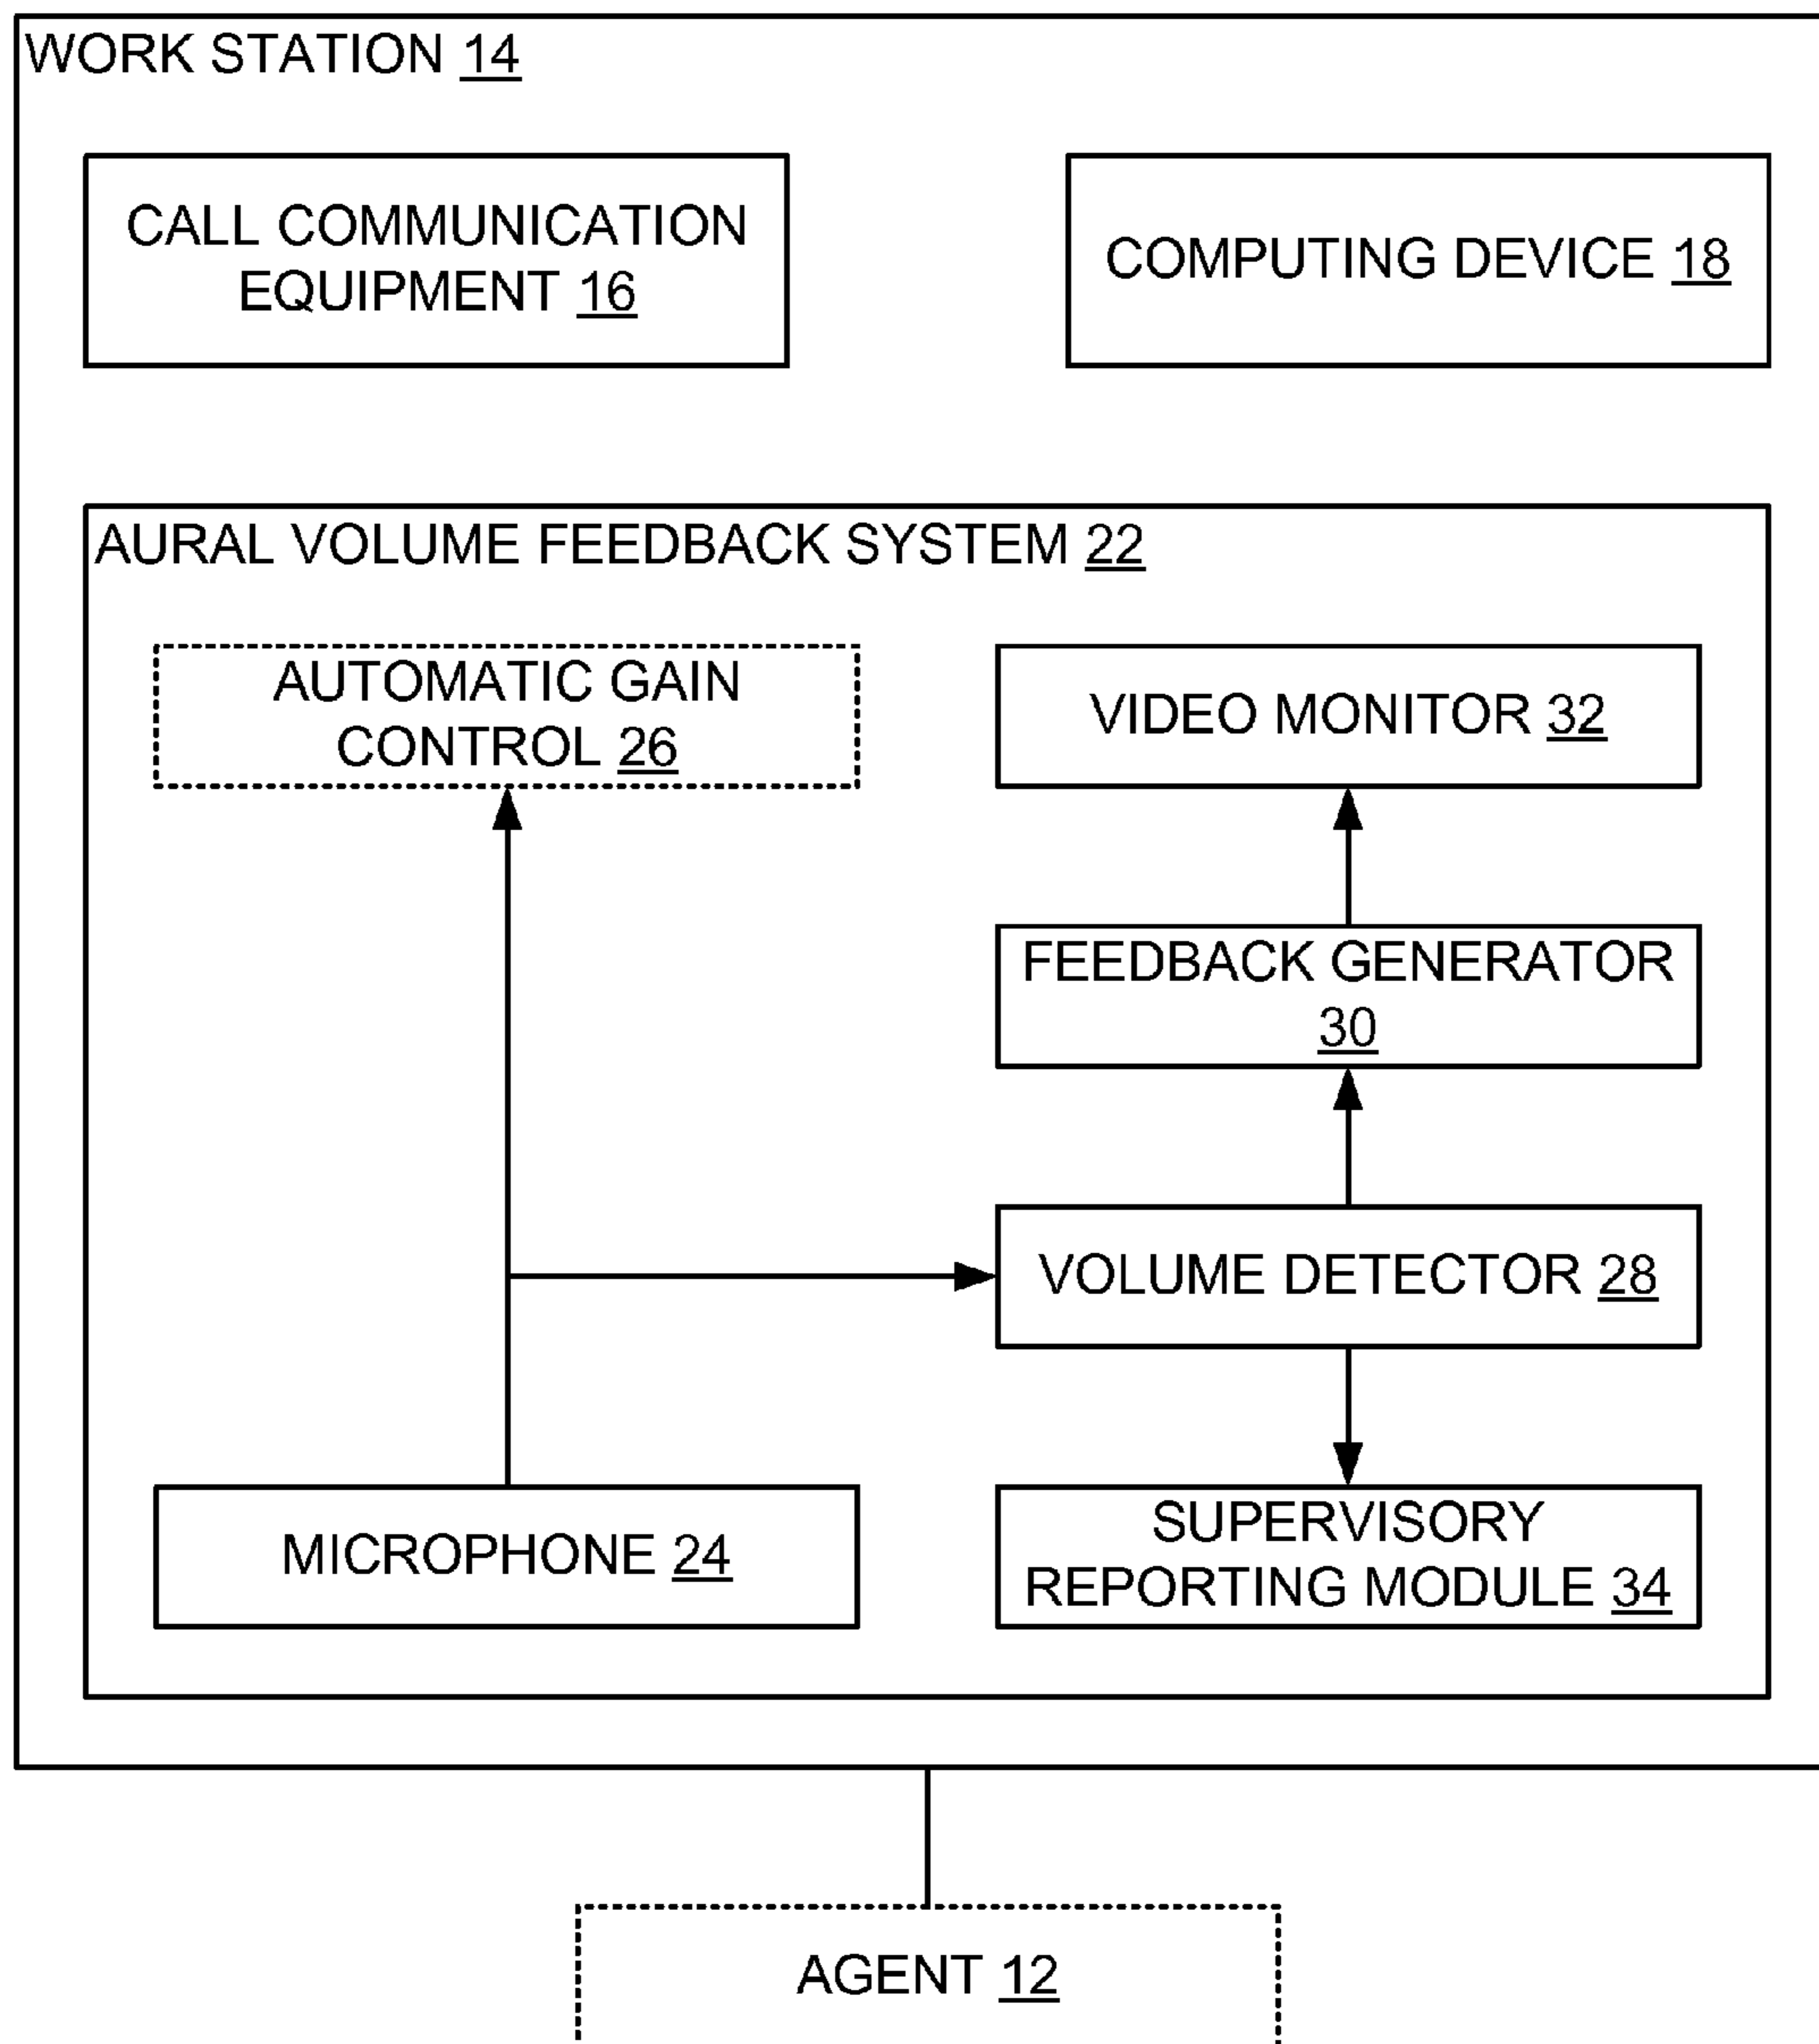 WORK STATION 14
CALL COMMUNICATION
EQUIPMENT 16
COMPUTING DEVICE 18
AURAL VOLUME FEEDBACK SYSTEM 22
AUTOMATIC GAIN
CONTROL 26
VIDEO MONITOR 32
FEEDBACK GENERATOR
30
VOLUME DETECTOR 28
MICROPHONE 24
SUPERVISORY
REPORTING MODULE 34
AGENT 12